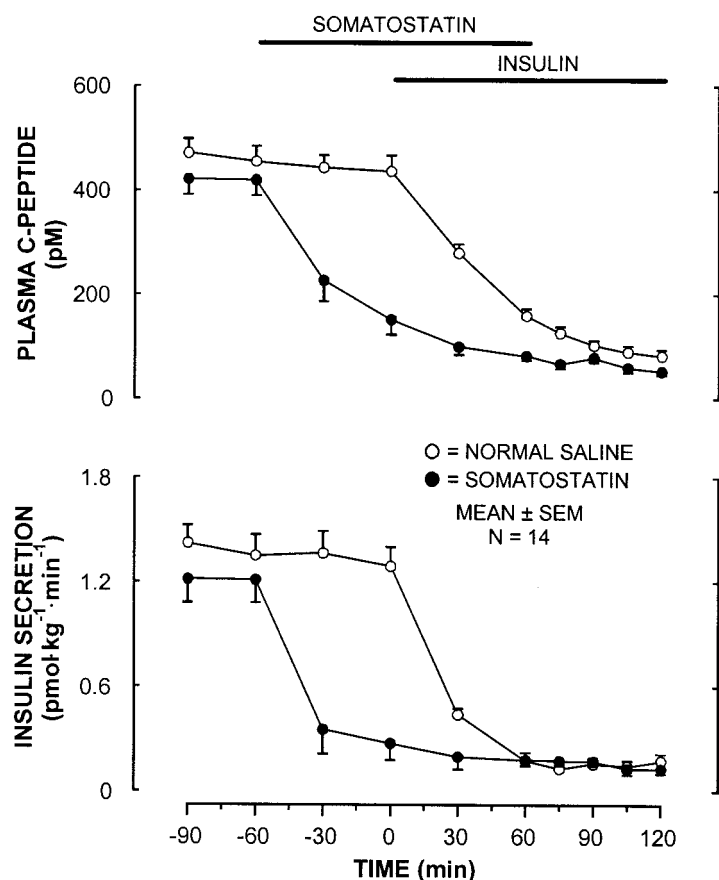 SOMATOSTATIN
INSULIN
600
400
200
0
PLASMA C-PEPTIDE
(pM)
○ = NORMAL SALINE
● = SOMATOSTATIN
MEAN ± SEM
N = 14
1.8
1.2
0.6
0
INSULIN SECRETION
(pmol·kg⁻¹·min⁻¹)
-90 -60 -30 0 30 60 90 120
TIME (min)